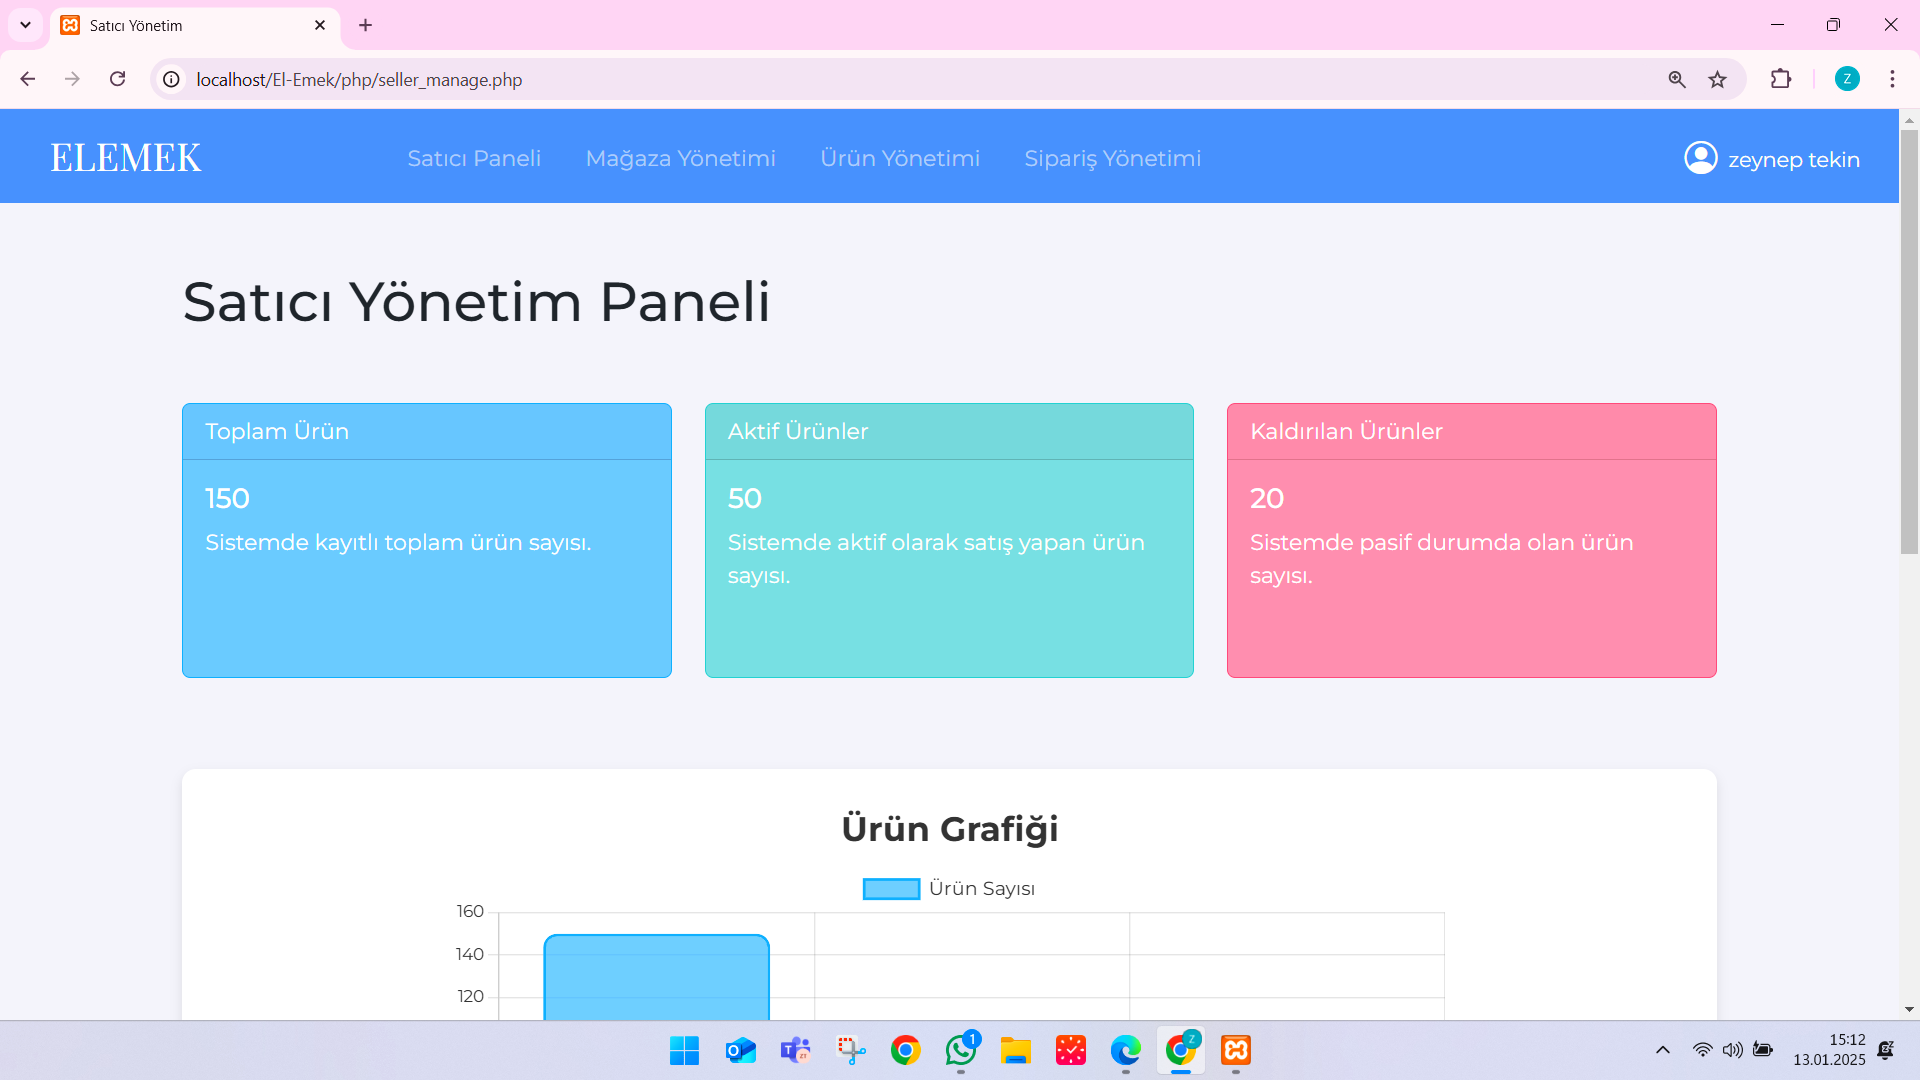 Satıcı Yönetim
localhost/El-Emek/php/seller_manage.php
Z
ELEMEK
Satıcı Paneli
Mağaza Yönetimi
Ürün Yönetimi
Sipariş Yönetimi
zeynep tekin
Satıcı Yönetim Paneli
Toplam Ürün
150
Sistemde kayıtlı toplam ürün sayısı.
Aktif Ürünler
50
Sistemde aktif olarak satış yapan ürün
sayısı.
Kaldırılan Ürünler
20
Sistemde pasif durumda olan ürün
sayısı.
Ürün Grafiği
Ürün Sayısı
160
140
120
1
Z
15:12
13.01.2025